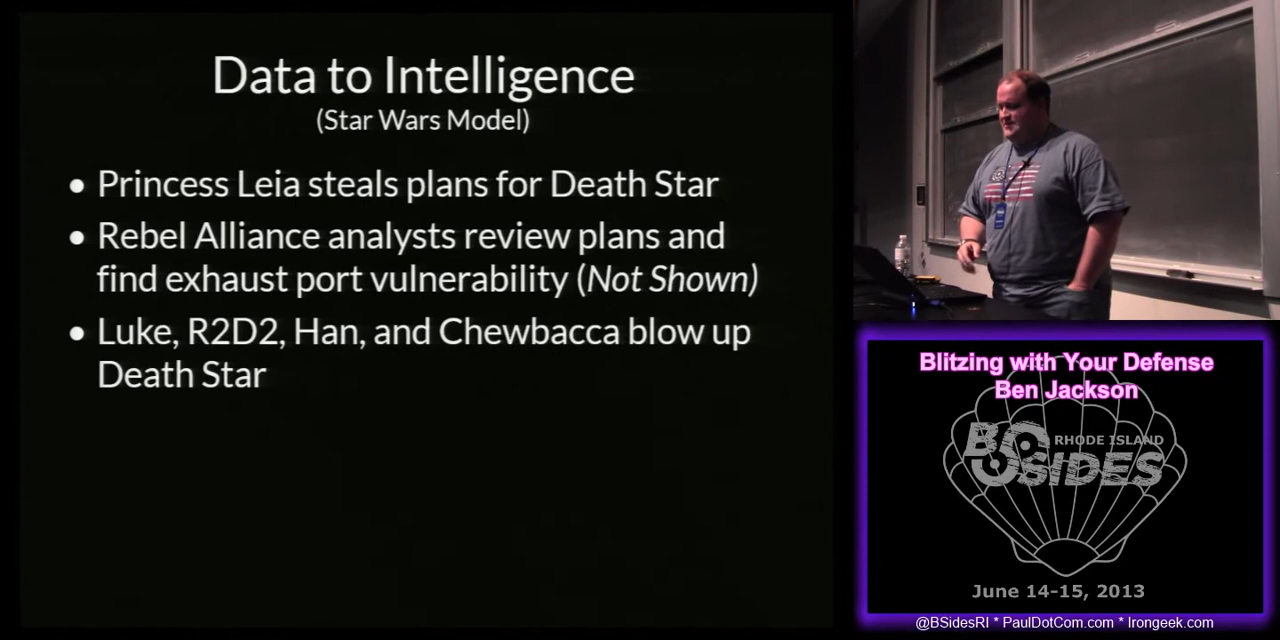 Data to Intelligence
(Star Wars Model)
• Princess Leia steals plans for Death Star
• Rebel Alliance analysts review plans and
find exhaust port vulnerability (Not Shown)
• Luke, R2D2, Han, and Chewbacca blow up
Death Star
Blitzing with Your Defense
Ben Jackson
BSIDES
RHODE ISLAND
June 14-15, 2013
@BSidesRI * PaulDotCom.com * Irongeek.com